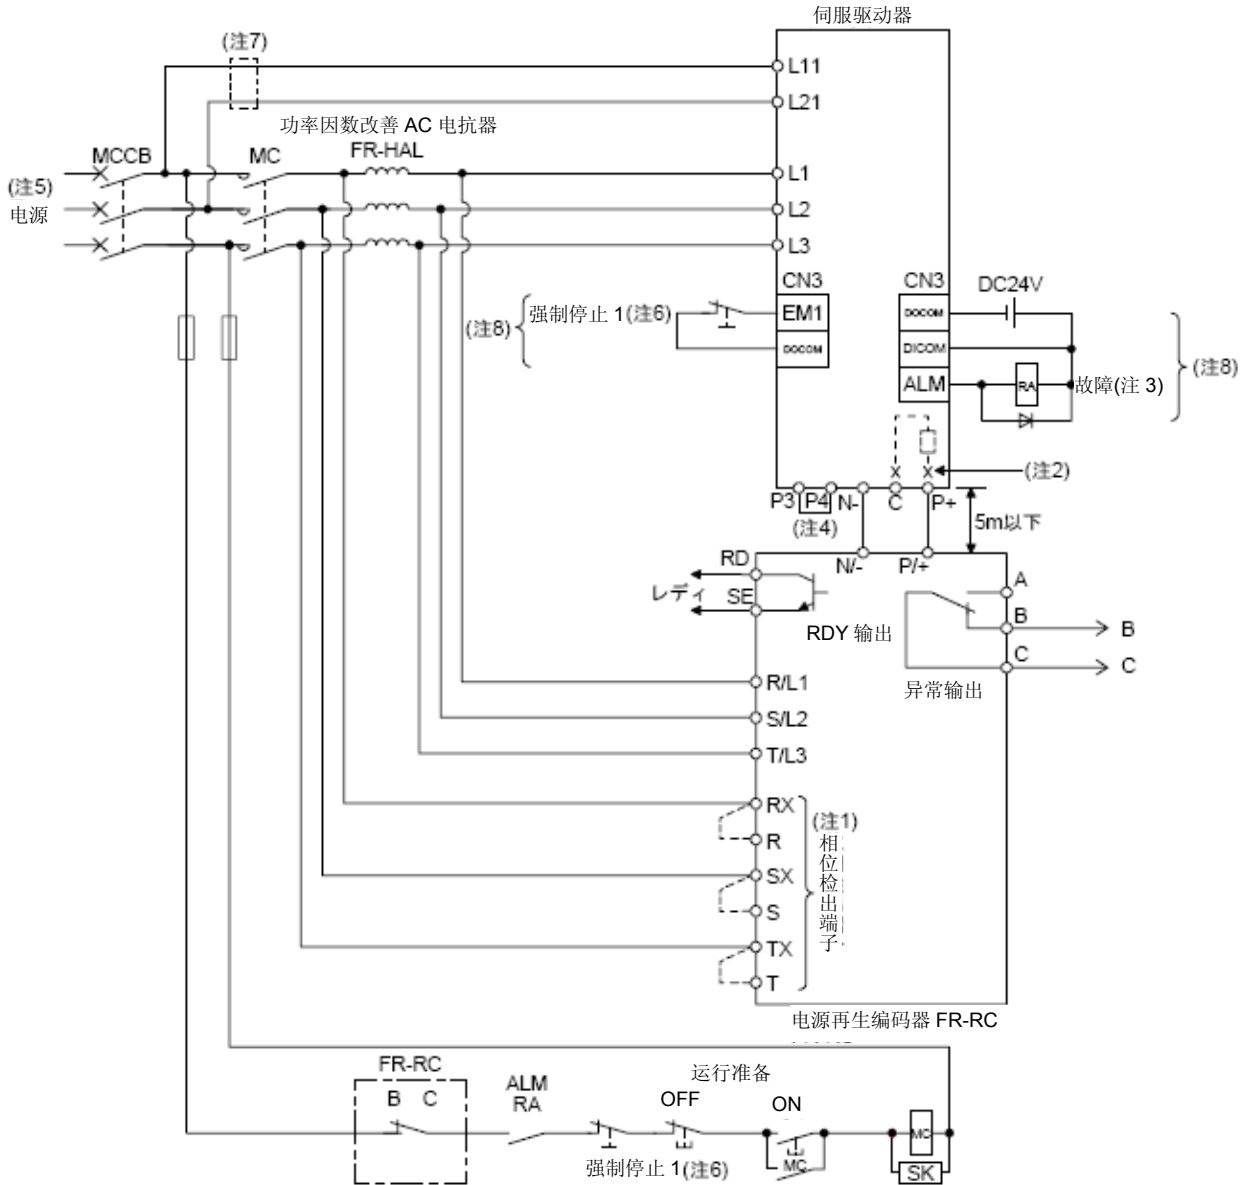 伺服驱动器
(注7)
L11
L21
功率因数改善 AC 电抗器
MCCB
MC
FR-HAL
(注5)
电源
L1
L2
L3
CN3
CN3
DC24V
(注8)
强制停止 1(注6)
EM1
DOCOM
DOCOM
DICOM
ALM
RA
故障(注 3)
(注8)
(注2)
P3
P4
N-
C
P+
(注4)
5m以下
N/-
P/+
RD
レディ
SE
RDY 输出
A
B
C
B
C
异常输出
R/L1
S/L2
T/L3
RX
R
SX
S
TX
T
(注1)
相位检出端子
电源再生编码器 FR-RC
FR-RC
B C
ALM
RA
运行准备
OFF
ON
强制停止 1(注6)
MC
MC
SK